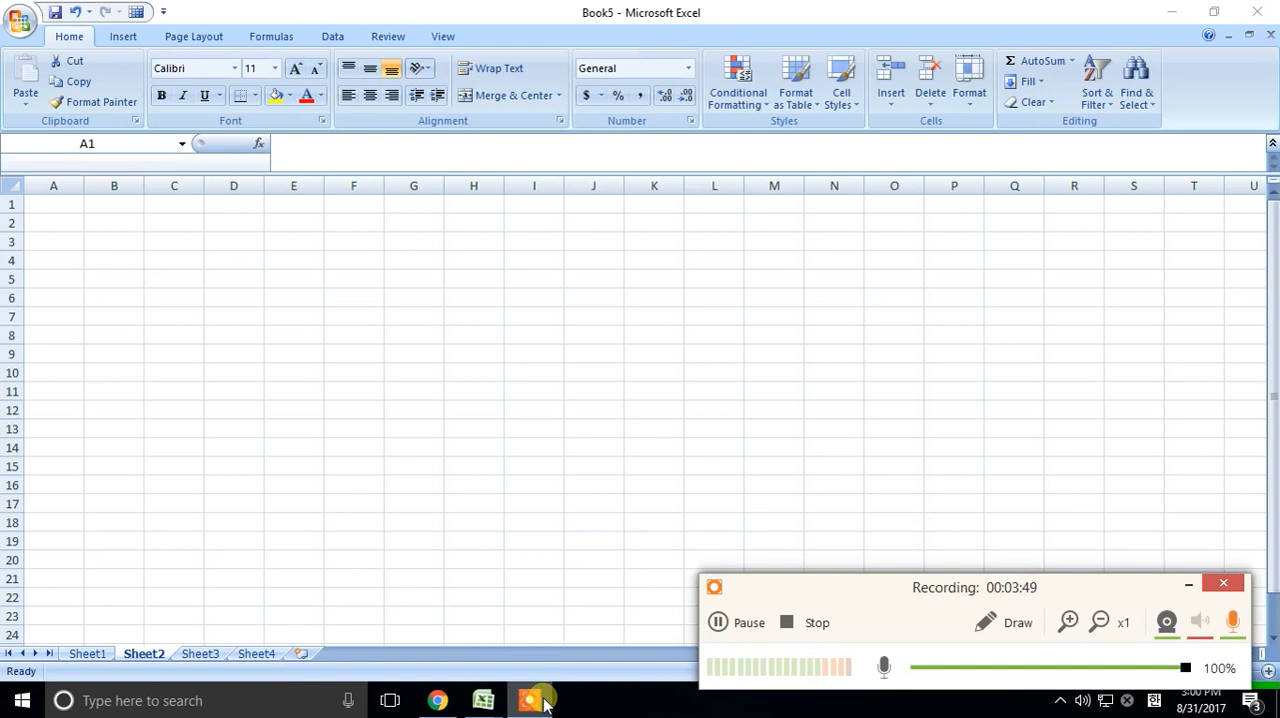 Book5 - Microsoft Excel
Home Insert Page Layout Formulas Data Review View
Paste
Cut
Copy
Format Painter
Clipboard
Calibri 11
B I U A
Font
Wrap Text
Merge & Center
Alignment
General
$ % ,
Number
Conditional Formatting
Format as Table
Cell Styles
Styles
Insert Delete Format
Cells
Σ AutoSum
Fill
Clear
Sort & Filter
Find & Select
Editing
A1 fx
A B C D E F G H I J K L M N O P Q R S T U
1
2
3
4
5
6
7
8
9
10
11
12
13
14
15
16
17
18
19
20
21
22
23
24
Recording: 00:03:49
Pause Stop Draw x1
100%
Sheet1 Sheet2 Sheet3 Sheet4
Ready
Type here to search
3:00 PM
8/31/2017
3